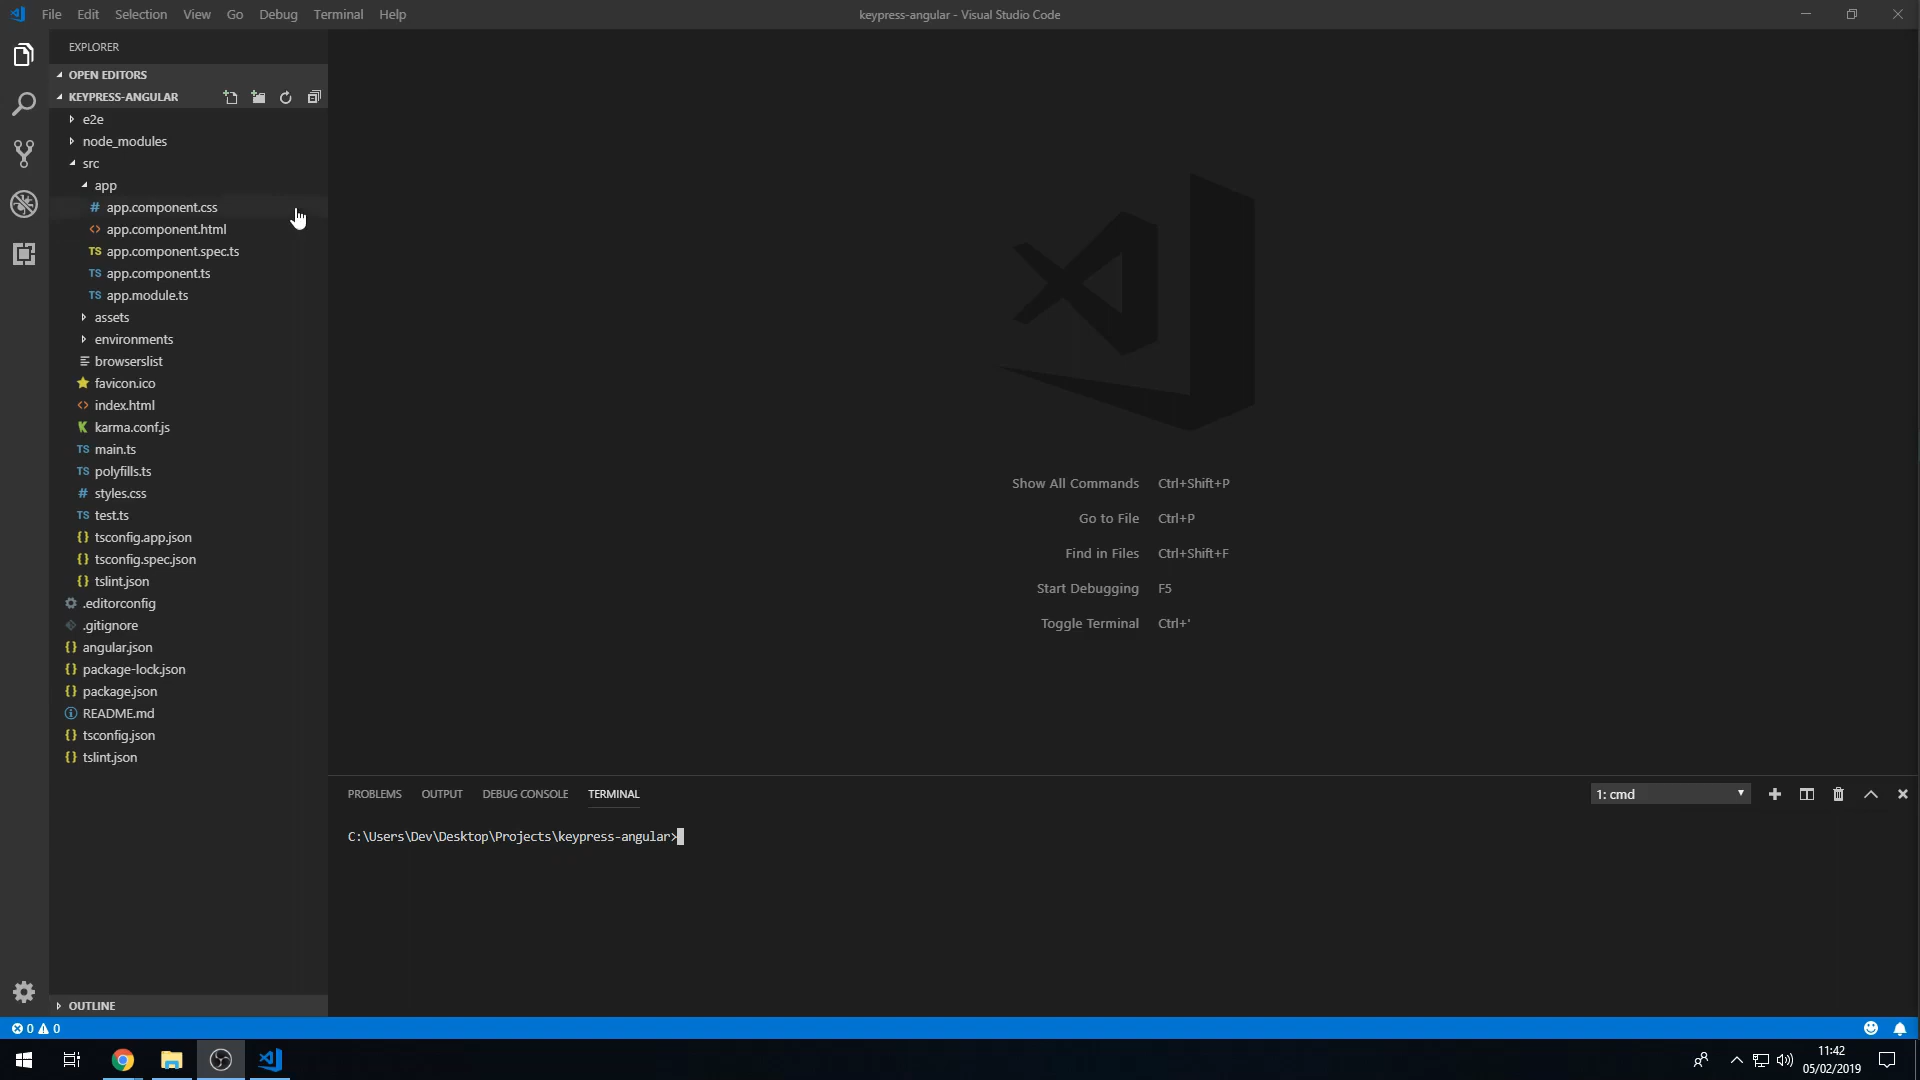 File Edit Selection View Go Debug Terminal Help
keypress-angular - Visual Studio Code
EXPLORER
OPEN EDITORS
KEYPRESS-ANGULAR
e2e
node_modules
src
app
# app.component.css
<> app.component.html
TS app.component.spec.ts
TS app.component.ts
TS app.module.ts
assets
environments
browserslist
favicon.ico
<> index.html
karma.conf.js
TS main.ts
TS polyfills.ts
# styles.css
TS test.ts
{} tsconfig.app.json
{} tsconfig.spec.json
{} tslint.json
.editorconfig
.gitignore
{} angular.json
{} package-lock.json
{} package.json
README.md
{} tsconfig.json
{} tslint.json
OUTLINE
Show All Commands Ctrl+Shift+P
Go to File Ctrl+P
Find in Files Ctrl+Shift+F
Start Debugging F5
Toggle Terminal Ctrl+'
PROBLEMS OUTPUT DEBUG CONSOLE TERMINAL
1: cmd
C:\Users\Dev\Desktop\Projects\keypress-angular>
0 0
11:42
05/02/2019